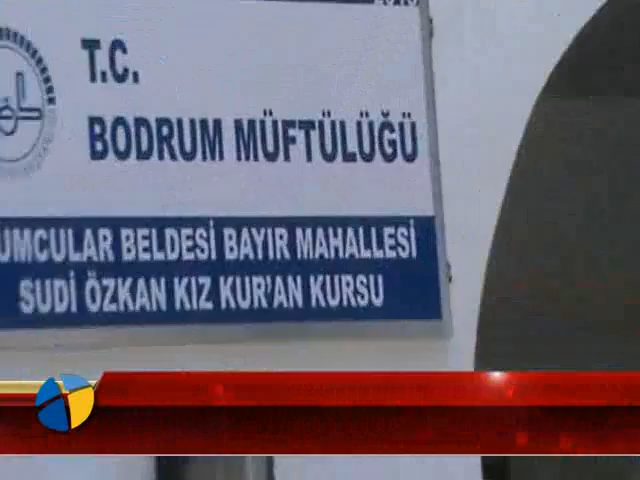 T.C.
BODRUM MÜFTÜLÜĞÜ
UMCULAR BELDESİ BAYIR MAHALLESİ
SUDİ ÖZKAN KIZ KUR'AN KURSU